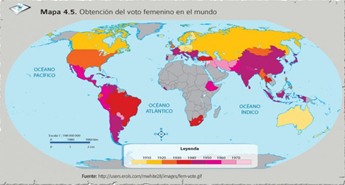 Mapa 4.5. Obtención del voto femenino en el mundo
OCÉANO
PACÍFICO
OCÉANO
ATLÁNTICO
OCÉANO
ÍNDICO
Leyenda
1910 1920 1930 1940 1950 1960 1970